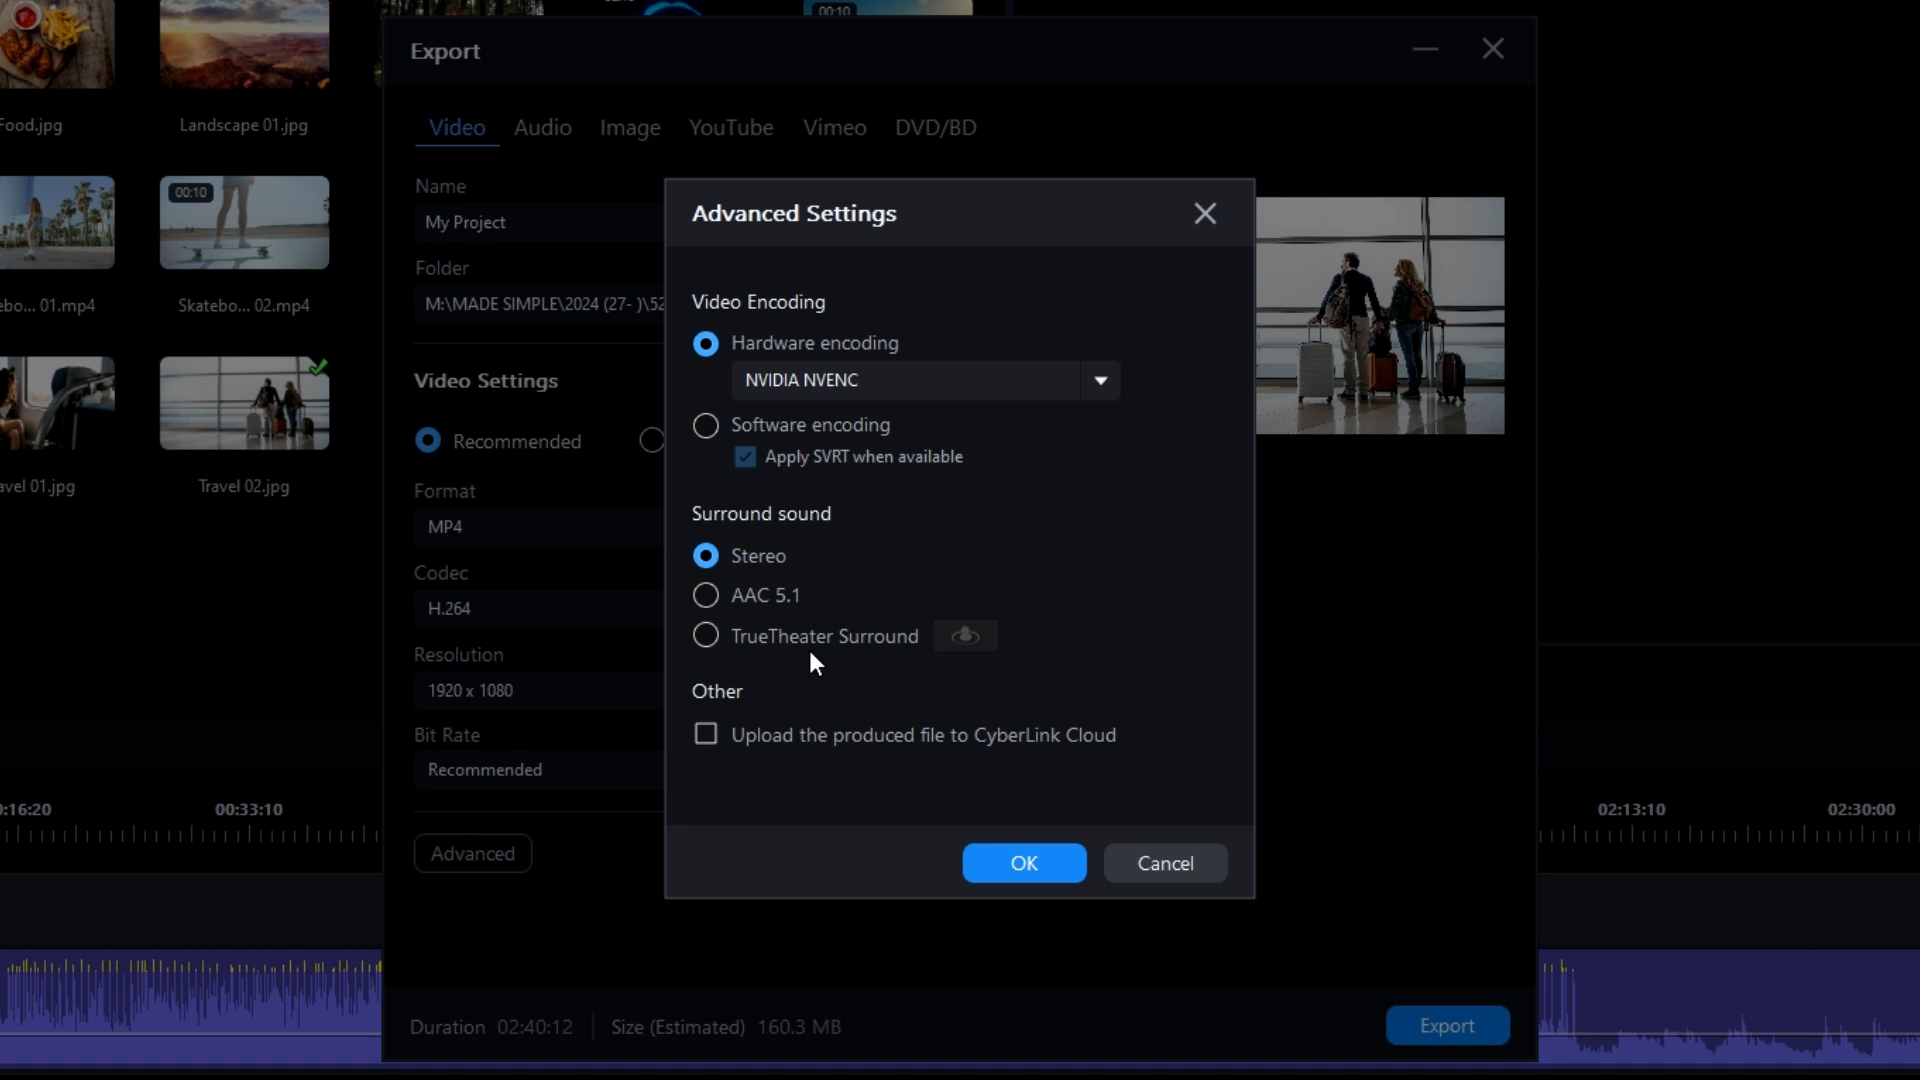 00:10
Export
Food.jpg
Landscape 01.jpg
Video Audio Image YouTube Vimeo DVD/BD
Name
My Project
00:10
Folder
M:\MADE SIMPLE\2024 (27- )\52
ebo... 01.mp4
Skatebo... 02.mp4
Video Settings
Recommended
Format
MP4
avel 01.jpg
Travel 02.jpg
Codec
H.264
Resolution
1920 x 1080
Bit Rate
Recommended
Advanced
Advanced Settings
Video Encoding
Hardware encoding
NVIDIA NVENC
Software encoding
Apply SVRT when available
Surround sound
Stereo
AAC 5.1
TrueTheater Surround
Other
Upload the produced file to CyberLink Cloud
OK
Cancel
0:16:20
00:33:10
02:13:10
02:30:00
Duration 02:40:12
Size (Estimated) 160.3 MB
Export